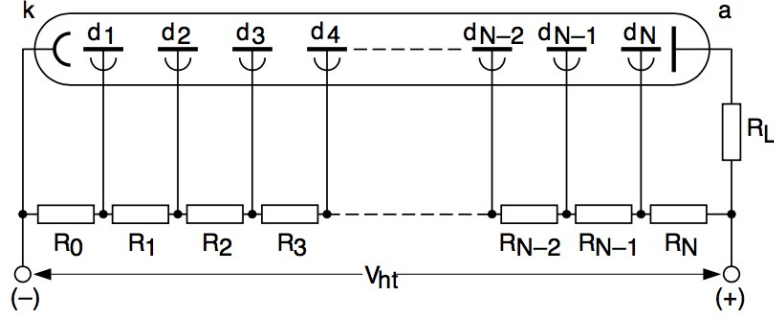 k a
d1 d2 d3 d4 dN–2 dN–1 dN
RL
R0 R1 R2 R3 RN–2 RN–1 RN
Vht
(–) (+)